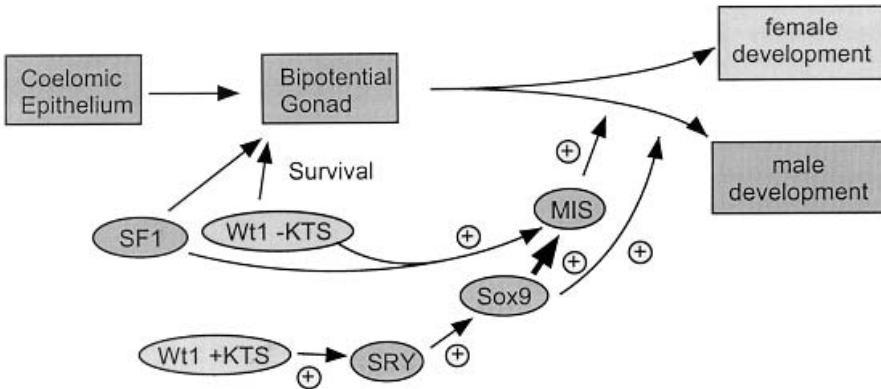 female
development
Coelomic
Epithelium
Bipotential
Gonad
+
Survival
male
development
MIS
SF1
Wt1 -KTS
+
+
+
Sox9
Wt1 +KTS
+
SRY
+